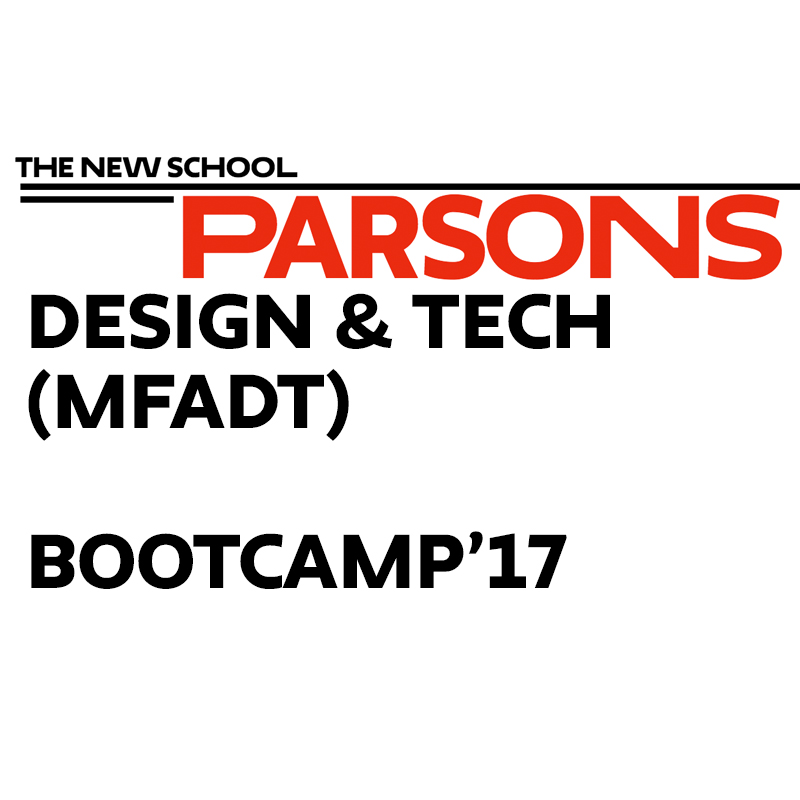 THE NEW SCHOOL
PARSONS
DESIGN & TECH
(MFADT)
BOOTCAMP’17